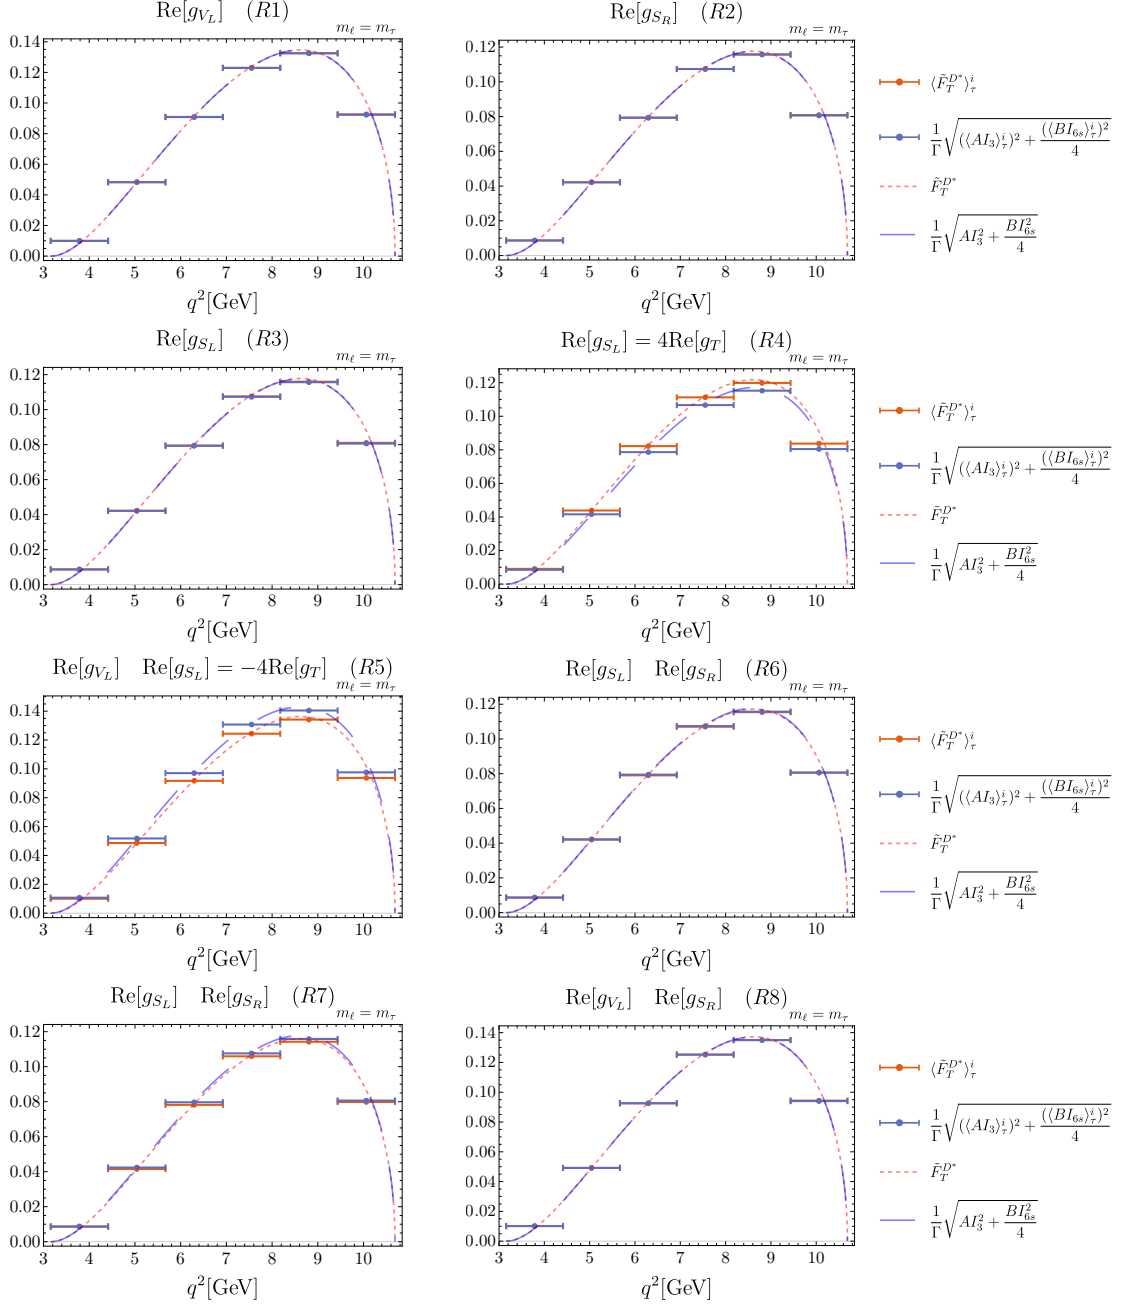 Re[g_{V_L}] (R1)
m_ℓ = m_τ
0.14
0.12
0.10
0.08
0.06
0.04
0.02
0.00
3 4 5 6 7 8 9 10
q²[GeV]
Re[g_{S_R}] (R2)
m_ℓ = m_τ
0.12
0.10
0.08
0.06
0.04
0.02
0.00
3 4 5 6 7 8 9 10
q²[GeV]
⟨F̃_T^{D*}⟩_τ^i
1/Γ √((⟨AI_3⟩_τ^i)² + (⟨BI_{6s}⟩_τ^i)²/4)
F̃_T^{D*}
1/Γ √(AI_3² + BI_{6s}²/4)
Re[g_{S_L}] (R3)
m_ℓ = m_τ
0.12
0.10
0.08
0.06
0.04
0.02
0.00
3 4 5 6 7 8 9 10
q²[GeV]
Re[g_{S_L}] = 4Re[g_T] (R4)
m_ℓ = m_τ
0.12
0.10
0.08
0.06
0.04
0.02
0.00
3 4 5 6 7 8 9 10
q²[GeV]
⟨F̃_T^{D*}⟩_τ^i
1/Γ √((⟨AI_3⟩_τ^i)² + (⟨BI_{6s}⟩_τ^i)²/4)
F̃_T^{D*}
1/Γ √(AI_3² + BI_{6s}²/4)
Re[g_{V_L}] Re[g_{S_L}] = −4Re[g_T] (R5)
m_ℓ = m_τ
0.14
0.12
0.10
0.08
0.06
0.04
0.02
0.00
3 4 5 6 7 8 9 10
q²[GeV]
Re[g_{S_L}] Re[g_{S_R}] (R6)
m_ℓ = m_τ
0.12
0.10
0.08
0.06
0.04
0.02
0.00
3 4 5 6 7 8 9 10
q²[GeV]
⟨F̃_T^{D*}⟩_τ^i
1/Γ √((⟨AI_3⟩_τ^i)² + (⟨BI_{6s}⟩_τ^i)²/4)
F̃_T^{D*}
1/Γ √(AI_3² + BI_{6s}²/4)
Re[g_{S_L}] Re[g_{S_R}] (R7)
m_ℓ = m_τ
0.12
0.10
0.08
0.06
0.04
0.02
0.00
3 4 5 6 7 8 9 10
q²[GeV]
Re[g_{V_L}] Re[g_{S_R}] (R8)
m_ℓ = m_τ
0.14
0.12
0.10
0.08
0.06
0.04
0.02
0.00
3 4 5 6 7 8 9 10
q²[GeV]
⟨F̃_T^{D*}⟩_τ^i
1/Γ √((⟨AI_3⟩_τ^i)² + (⟨BI_{6s}⟩_τ^i)²/4)
F̃_T^{D*}
1/Γ √(AI_3² + BI_{6s}²/4)